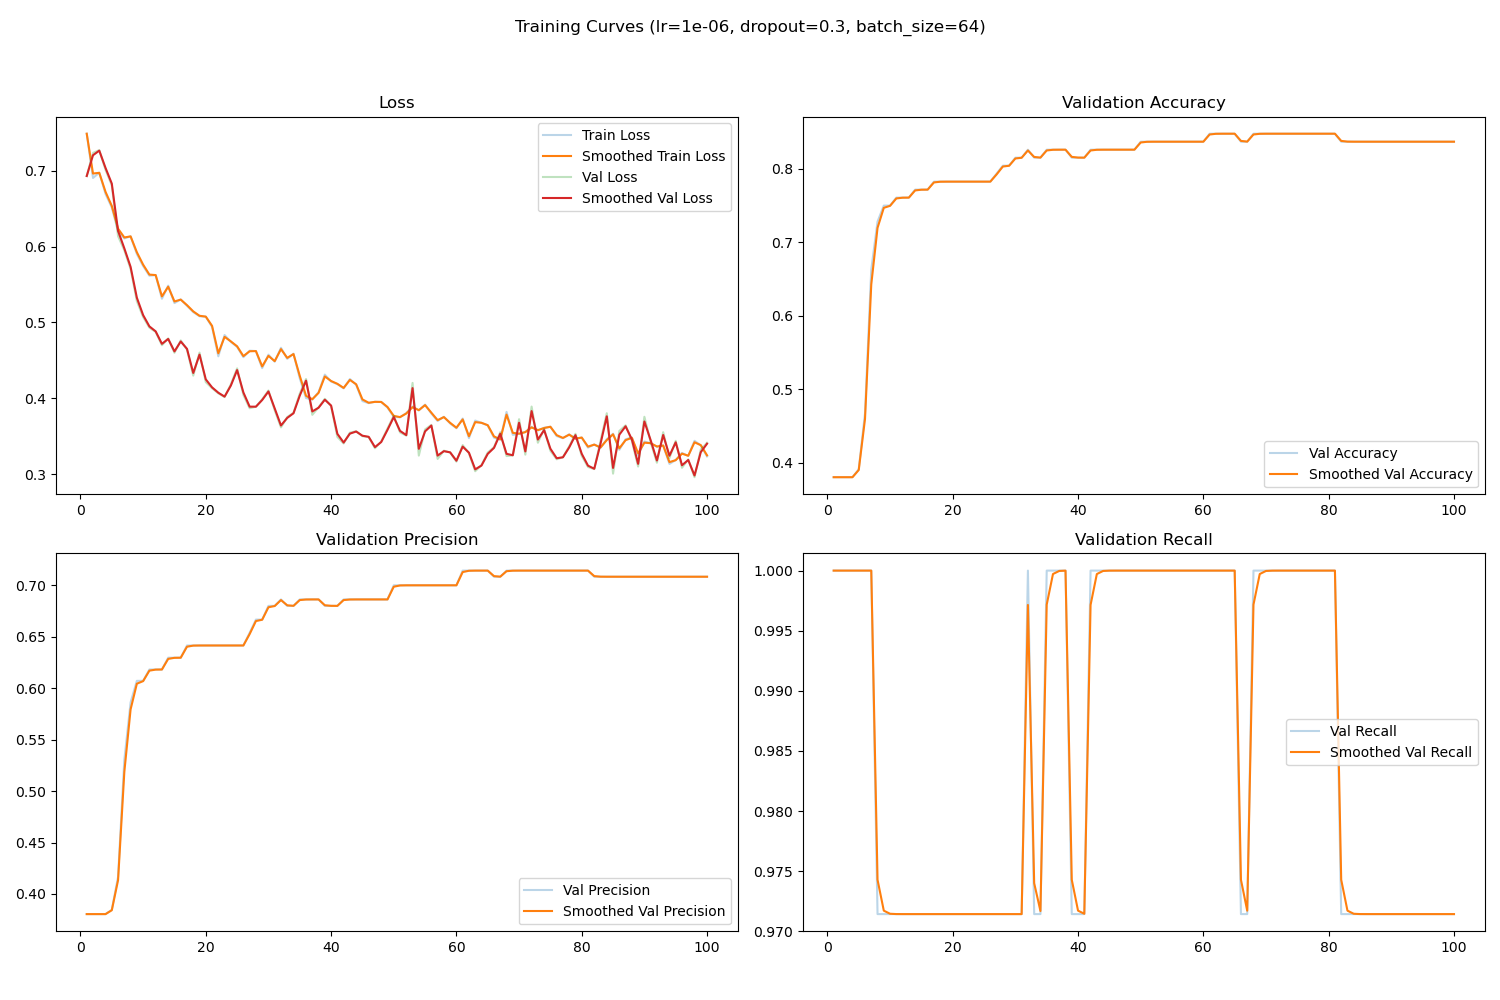 Training Curves (lr=1e-06, dropout=0.3, batch_size=64)
Loss
Train Loss
Smoothed Train Loss
Val Loss
Smoothed Val Loss
0.7
0.6
0.5
0.4
0.3
0 20 40 60 80 100
Validation Accuracy
0.8
0.7
0.6
0.5
0.4
Val Accuracy
Smoothed Val Accuracy
0 20 40 60 80 100
Validation Precision
0.70
0.65
0.60
0.55
0.50
0.45
0.40
Val Precision
Smoothed Val Precision
0 20 40 60 80 100
Validation Recall
1.000
0.995
0.990
0.985
0.980
0.975
0.970
Val Recall
Smoothed Val Recall
0 20 40 60 80 100